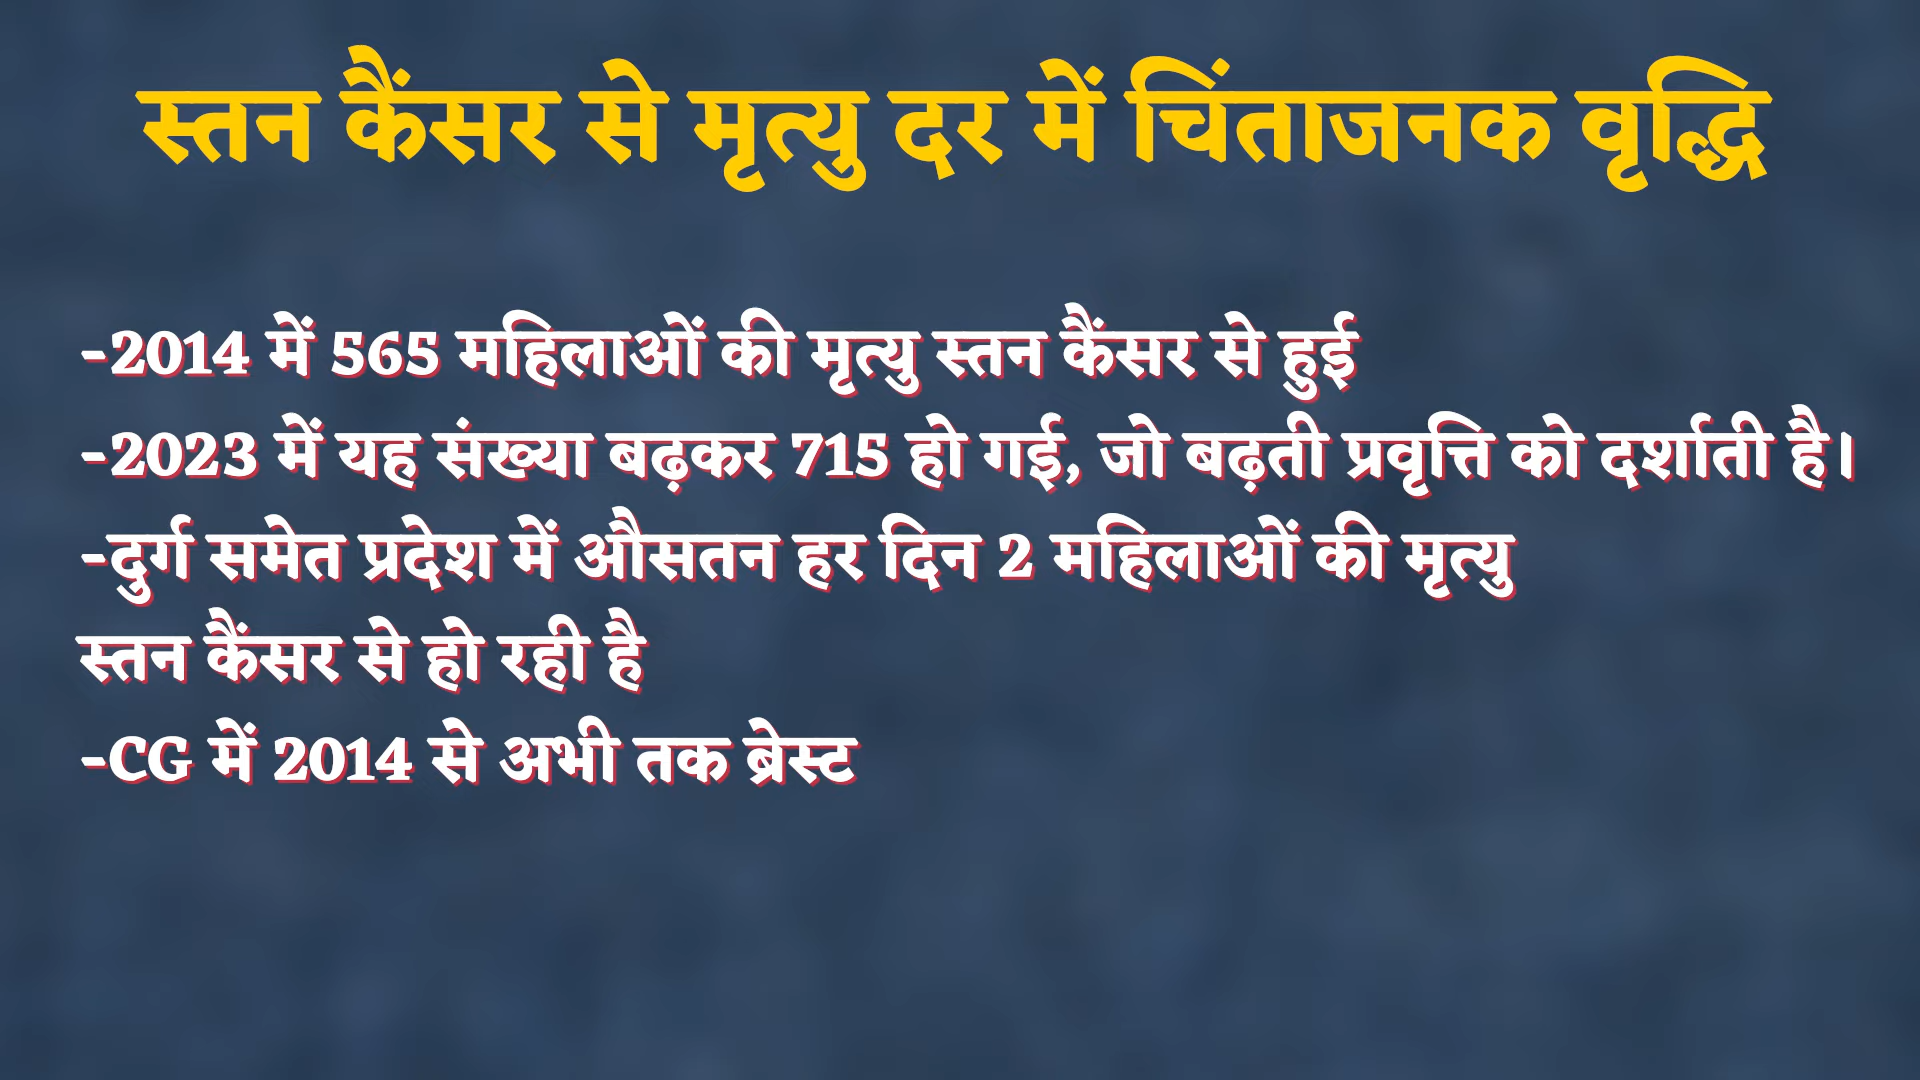 स्तन कैंसर से मृत्यु दर में चिंताजनक वृद्धि
-2014 में 565 महिलाओं की मृत्यु स्तन कैंसर से हुई
-2023 में यह संख्या बढ़कर 715 हो गई, जो बढ़ती प्रवृत्ति को दर्शाती है।
-दुर्ग समेत प्रदेश में औसतन हर दिन 2 महिलाओं की मृत्यु
स्तन कैंसर से हो रही है
-CG में 2014 से अभी तक ब्रेस्ट